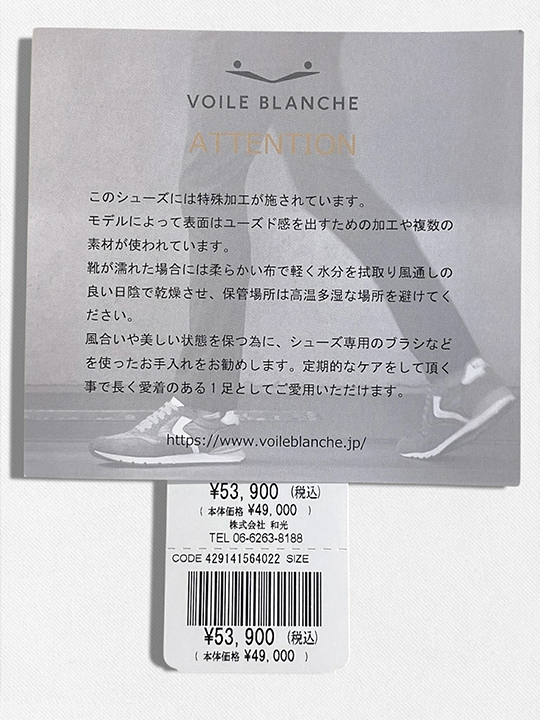 VOILE BLANCHE
ATTENTION
このシューズには特殊加工が施されています。
モデルによって表面はユーズド感を出すための加工や複数の
素材が使われています。
靴が濡れた場合には柔らかい布で軽く水分を拭取り風通しの
良い日陰で乾燥させ、保管場所は高温多湿な場所を避けてく
ださい。
風合いや美しい状態を保つ為に、シューズ専用のブラシなど
を使ったお手入れをお勧めします。定期的なケアをして頂く
事で長く愛着のある1足としてご愛用いただけます。
https://www.voileblanche.jp/
¥53,900 (税込)
( 本体価格 ¥49,000 )
株式会社 和光
TEL 06-6263-8188
CODE 429141564022 SIZE
¥53,900 (税込)
( 本体価格 ¥49,000 )